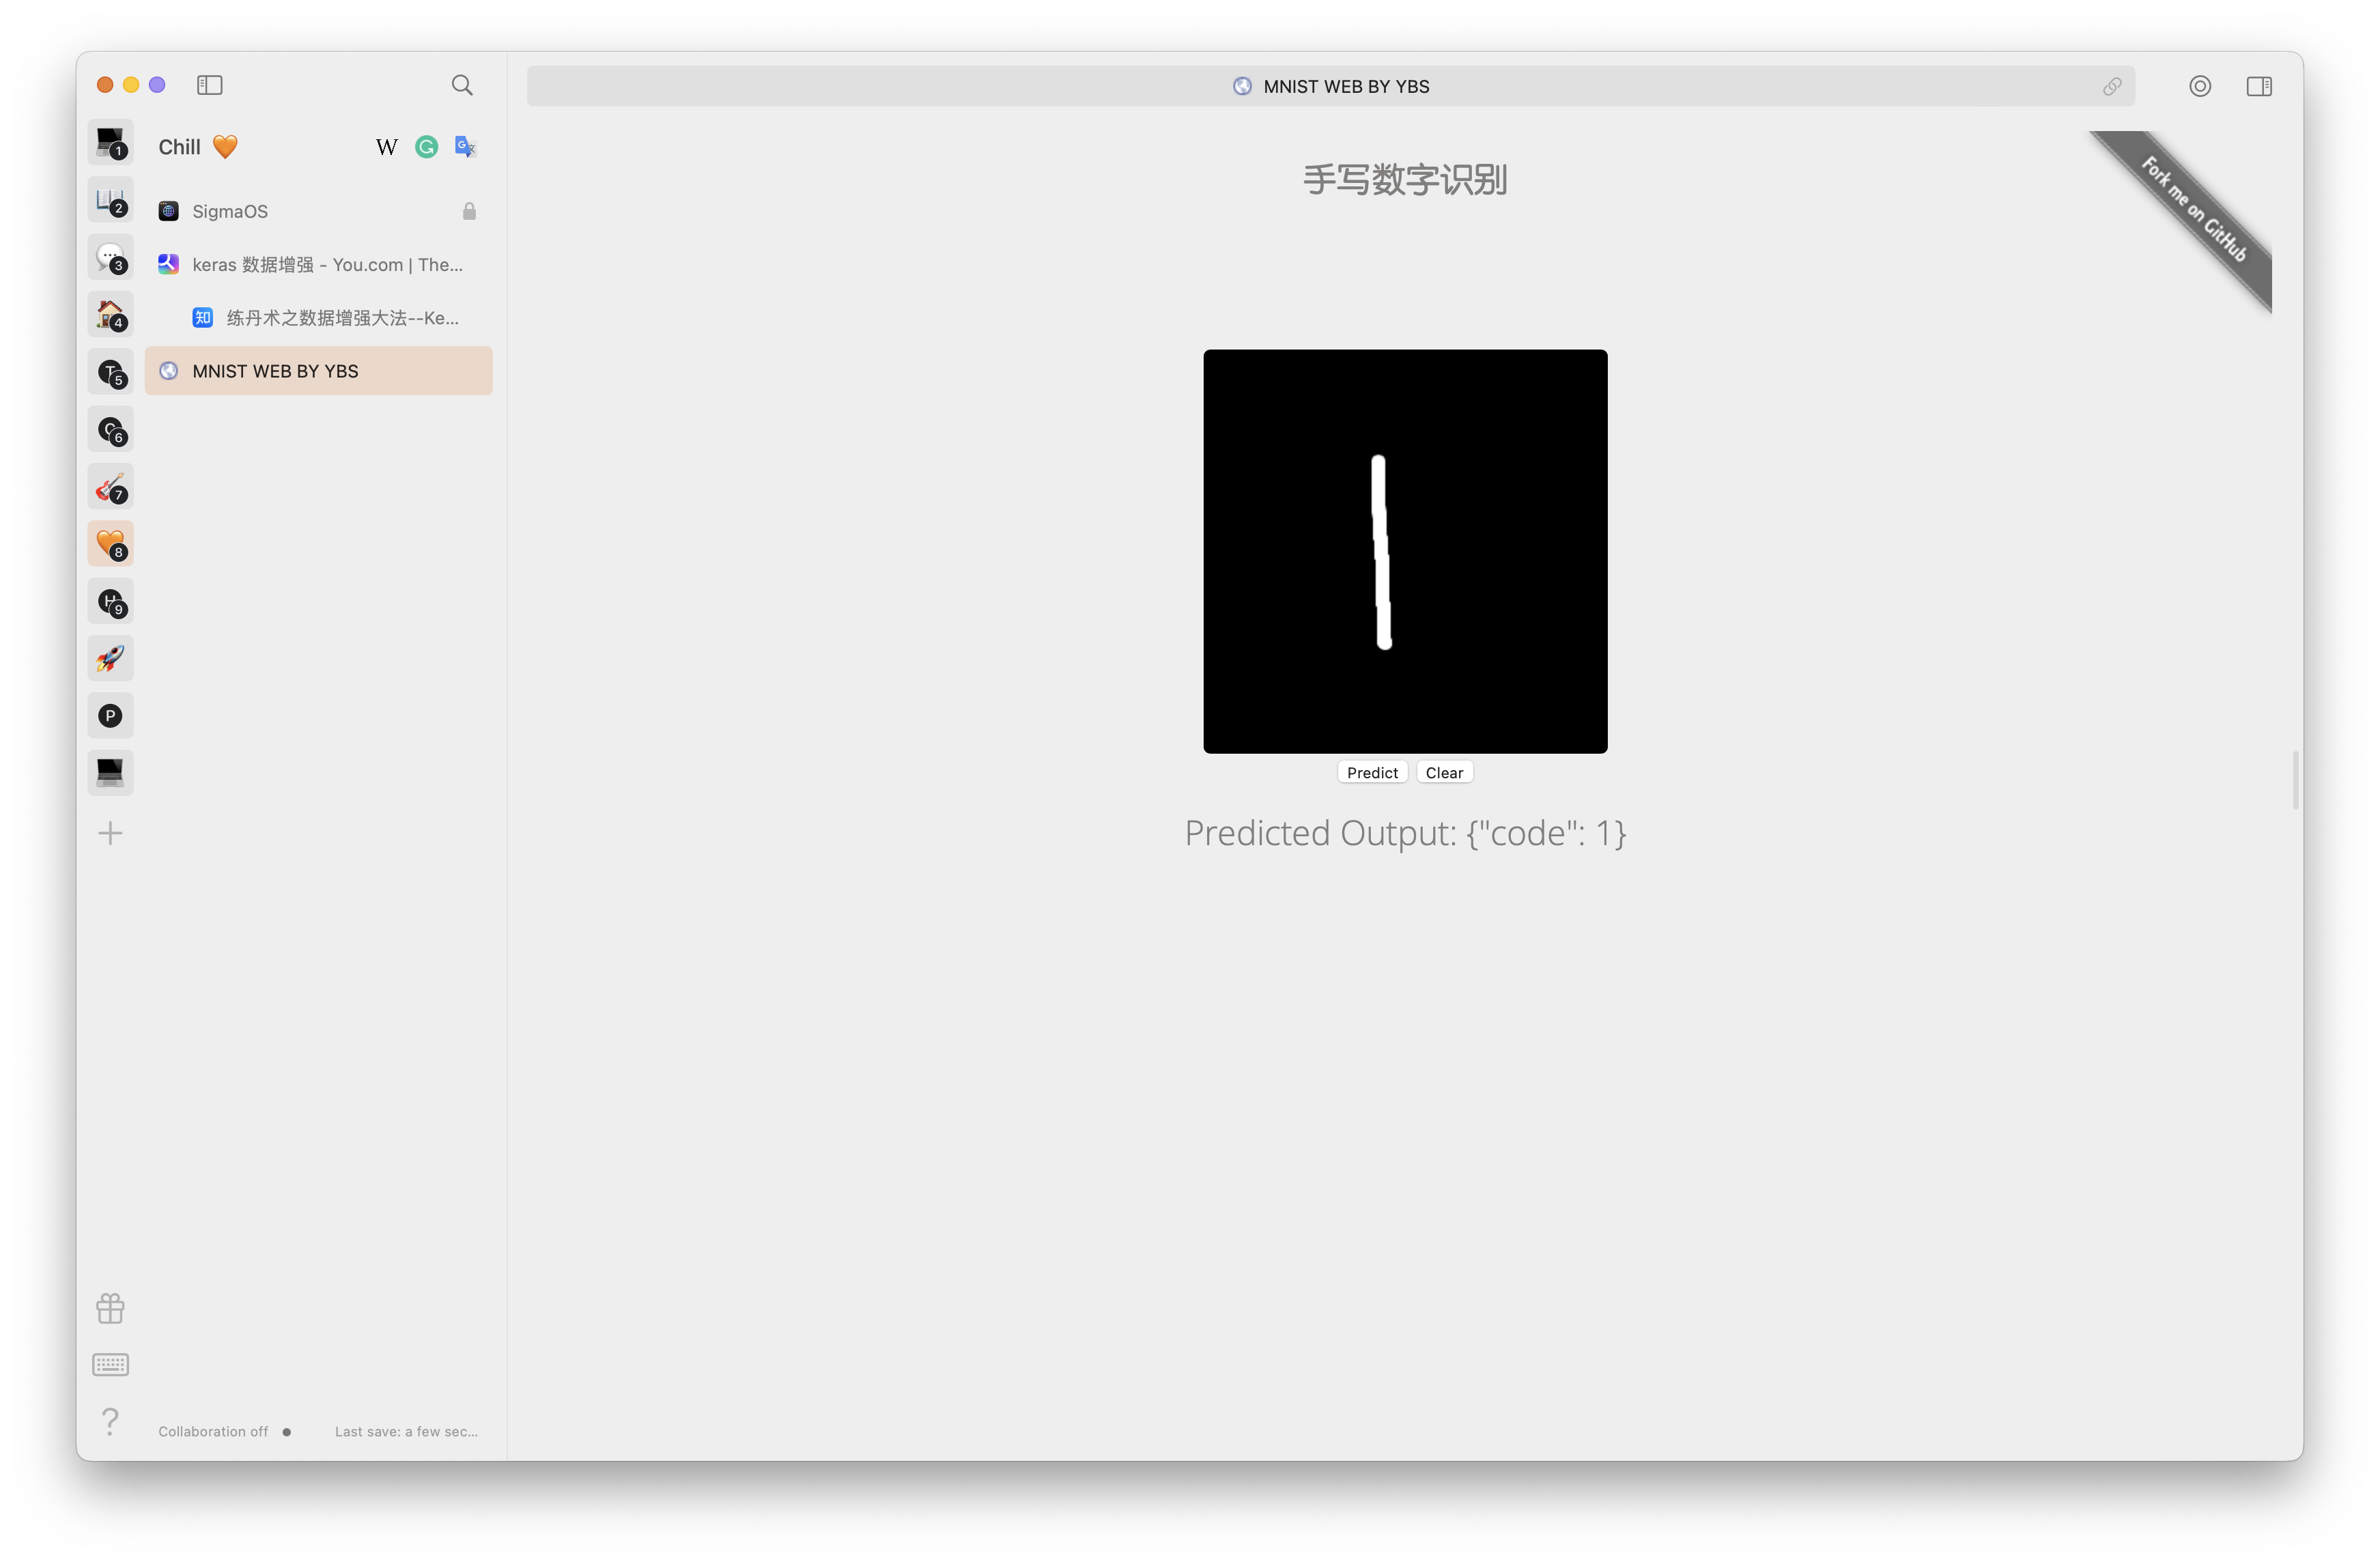 MNIST WEB BY YBS
1
Chill
W
G
2
SigmaOS
3
keras 数据增强 - You.com | The...
4
知 练丹术之数据增强大法--Ke...
T 5
MNIST WEB BY YBS
6
7
8
H 9
P
手写数字识别
Fork me on GitHub
Predict Clear
Predicted Output: {"code": 1}
?
Collaboration off
Last save: a few sec...